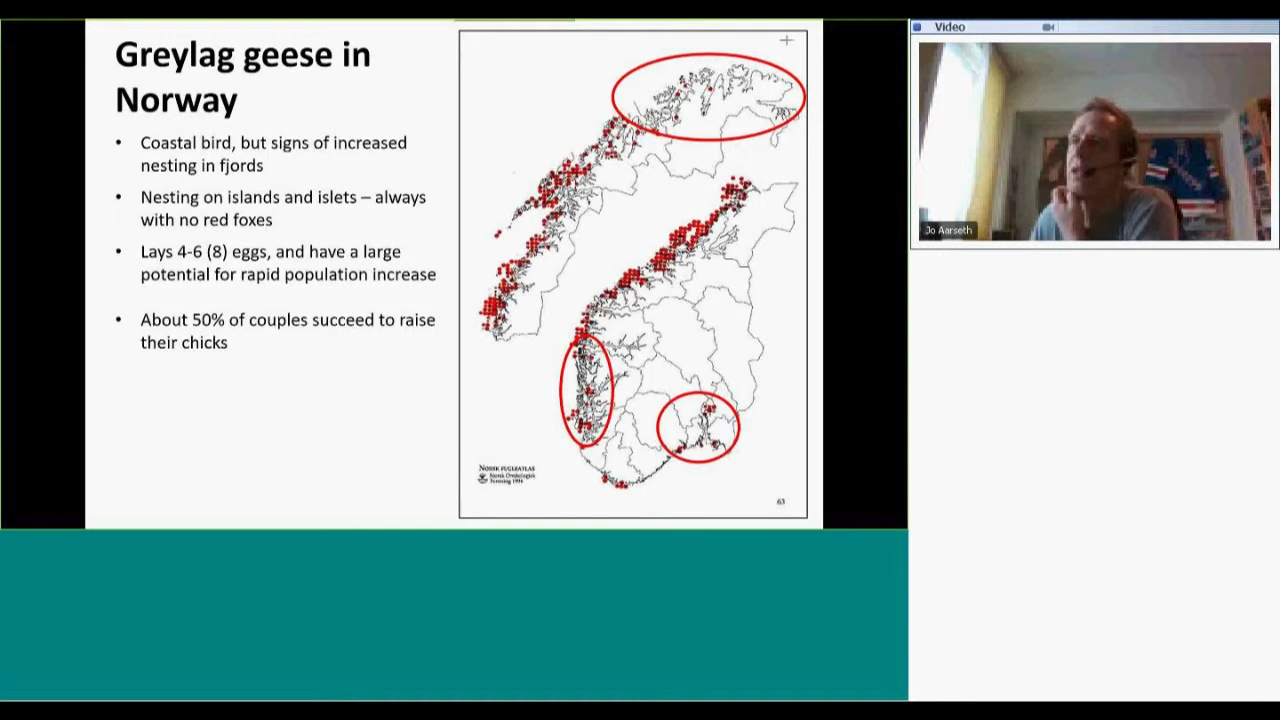 Greylag geese in
Norway
• Coastal bird, but signs of increased
nesting in fjords
• Nesting on islands and islets – always
with no red foxes
• Lays 4-6 (8) eggs, and have a large
potential for rapid population increase
• About 50% of couples succeed to raise
their chicks
NORSK FUGLEATLAS
Norsk Ornitologisk
Forening 1994
63
Video
Jo Aarseth